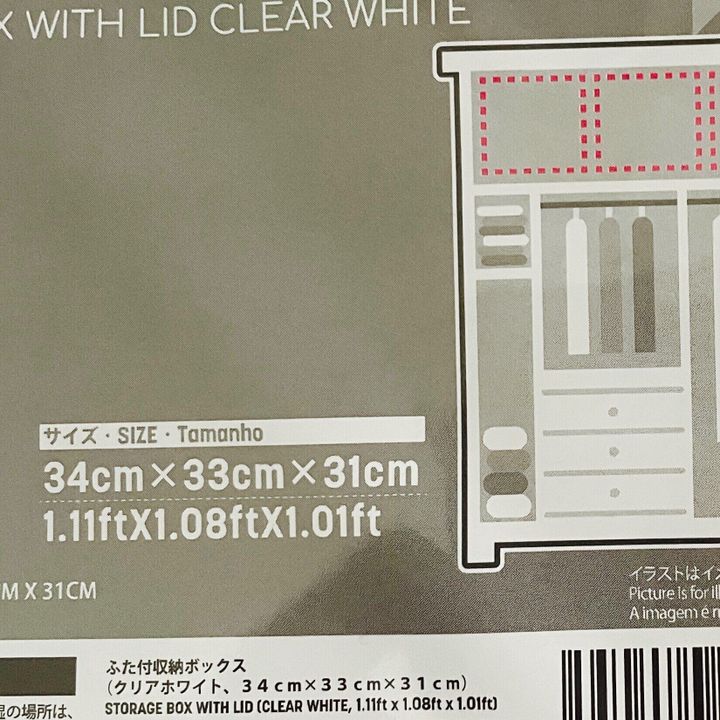 X WITH LID CLEAR WHITE
サイズ・SIZE・Tamanho
34cm×33cm×31cm
1.11ftX1.08ftX1.01ft
M X 31CM
イラストはイ
Picture is for
A imagem é
ふた付収納ボックス
（クリアホワイト、３４ｃｍ×３３ｃｍ×３１ｃｍ）
STORAGE BOX WITH LID (CLEAR WHITE, 1.11ft x 1.08ft x 1.01ft)
湿の場所は、